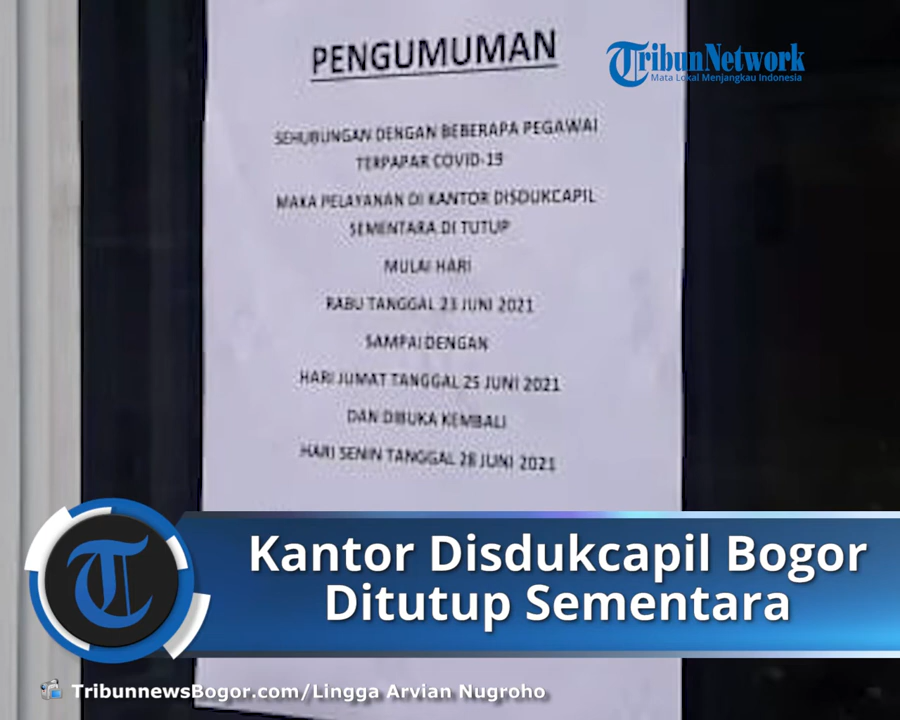 PENGUMUMAN
TribunNetwork
Mata Lokal Menjangkau Indonesia
SEHUBUNGAN DENGAN BEBERAPA PEGAWAI
TERPAPAR COVID-19
MAKA PELAYANAN DI KANTOR DISDUKCAPIL
SEMENTARA DI TUTUP
MULAI HARI
RABU TANGGAL 23 JUNI 2021
SAMPAI DENGAN
HARI JUMAT TANGGAL 25 JUNI 2021
DAN DIBUKA KEMBALI
HARI SENIN TANGGAL 28 JUNI 2021
T
Kantor Disdukcapil Bogor
Ditutup Sementara
TribunnewsBogor.com/Lingga Arvian Nugroho